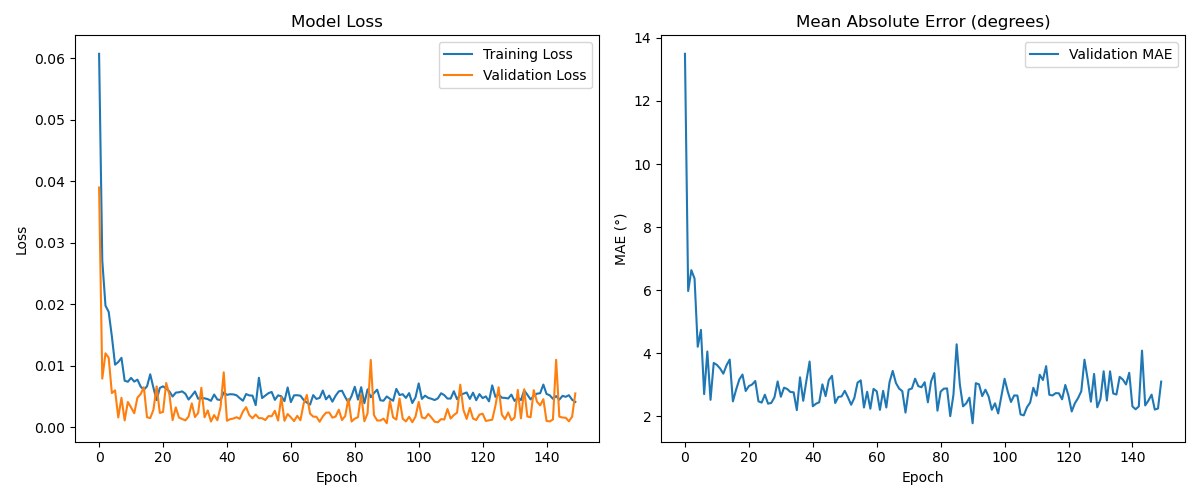 Model Loss
Training Loss
Validation Loss
0.06
0.05
0.04
0.03
0.02
0.01
0.00
Loss
0 20 40 60 80 100 120 140
Epoch
Mean Absolute Error (degrees)
Validation MAE
14
12
10
8
6
4
2
MAE (°)
0 20 40 60 80 100 120 140
Epoch